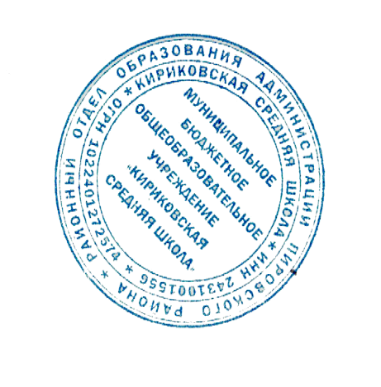 * РАЙОННЫЙ ОТДЕЛ ОБРАЗОВАНИЯ АДМИНИСТРАЦИИ ПИРОВСКОГО РАЙОНА
* КИРИКОВСКАЯ СРЕДНЯЯ ШКОЛА * ИНН 2431001556 * ОГРН 1022401272574
МУНИЦИПАЛЬНОЕ
БЮДЖЕТНОЕ
ОБЩЕОБРАЗОВАТЕЛЬНОЕ
УЧРЕЖДЕНИЕ
„КИРИКОВСКАЯ
СРЕДНЯЯ ШКОЛА"